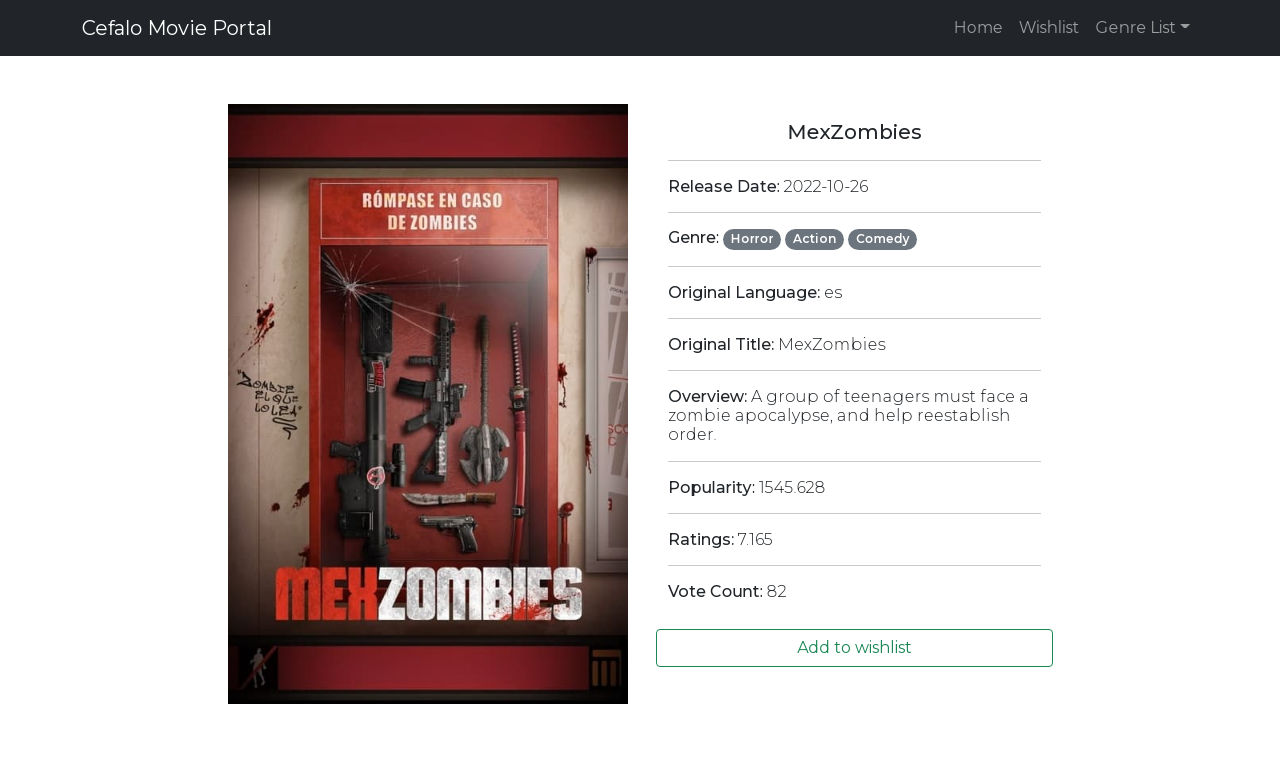 Cefalo Movie Portal
Home Wishlist Genre List
RÓMPASE EN CASO
DE ZOMBIES
"ZOMBIE
EL QUE
LO LEA"
MEXZOMBIES
MexZombies
Release Date: 2022-10-26
Genre: Horror Action Comedy
Original Language: es
Original Title: MexZombies
Overview: A group of teenagers must face a
zombie apocalypse, and help reestablish
order.
Popularity: 1545.628
Ratings: 7.165
Vote Count: 82
Add to wishlist